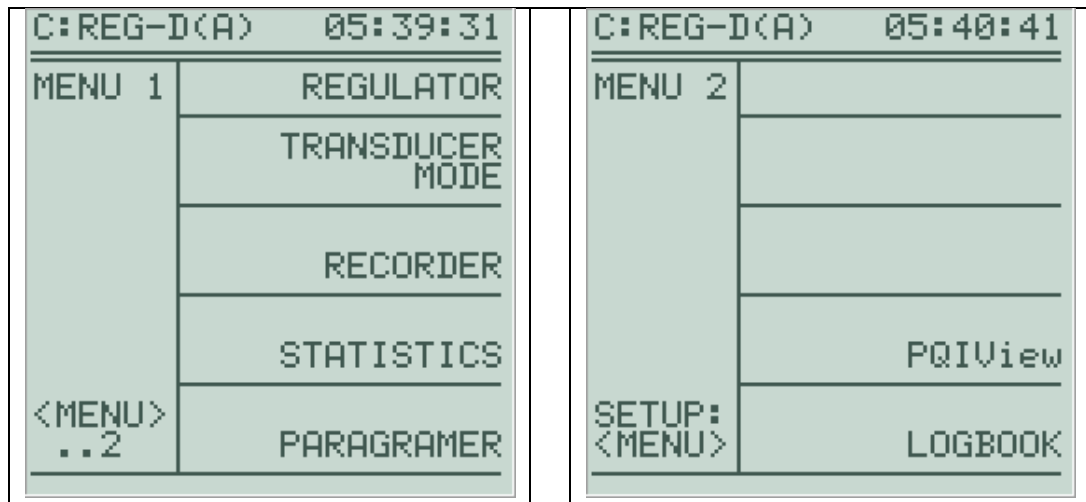 C:REG-D(A) 05:39:31
MENU 1
REGULATOR
TRANSDUCER
MODE
RECORDER
STATISTICS
<MENU>
..2
PARAGRAMER
C:REG-D(A) 05:40:41
MENU 2
PQIView
SETUP:
<MENU>
LOGBOOK